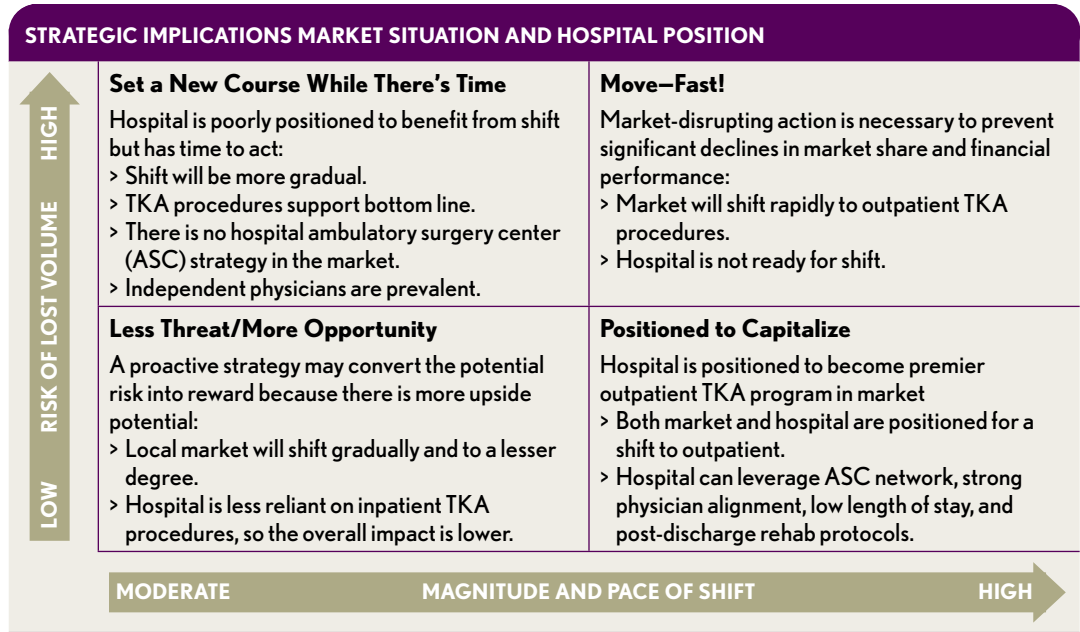 STRATEGIC IMPLICATIONS MARKET SITUATION AND HOSPITAL POSITION
HIGH
RISK OF LOST VOLUME
LOW
Set a New Course While There's Time
Hospital is poorly positioned to benefit from shift
but has time to act:
> Shift will be more gradual.
> TKA procedures support bottom line.
> There is no hospital ambulatory surgery center
(ASC) strategy in the market.
> Independent physicians are prevalent.
Move—Fast!
Market-disrupting action is necessary to prevent
significant declines in market share and financial
performance:
> Market will shift rapidly to outpatient TKA
procedures.
> Hospital is not ready for shift.
Less Threat/More Opportunity
A proactive strategy may convert the potential
risk into reward because there is more upside
potential:
> Local market will shift gradually and to a lesser
degree.
> Hospital is less reliant on inpatient TKA
procedures, so the overall impact is lower.
Positioned to Capitalize
Hospital is positioned to become premier
outpatient TKA program in market
> Both market and hospital are positioned for a
shift to outpatient.
> Hospital can leverage ASC network, strong
physician alignment, low length of stay, and
post-discharge rehab protocols.
MODERATE
MAGNITUDE AND PACE OF SHIFT
HIGH